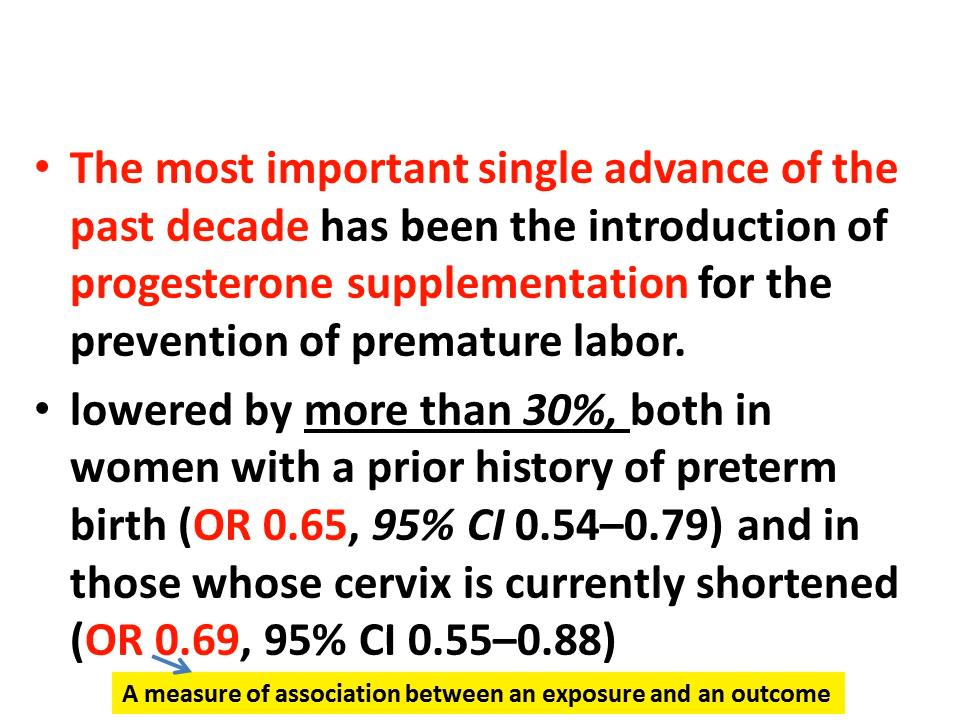 • The most important single advance of the
past decade has been the introduction of
progesterone supplementation for the
prevention of premature labor.
• lowered by more than 30%, both in
women with a prior history of preterm
birth (OR 0.65, 95% CI 0.54–0.79) and in
those whose cervix is currently shortened
(OR 0.69, 95% CI 0.55–0.88)
A measure of association between an exposure and an outcome